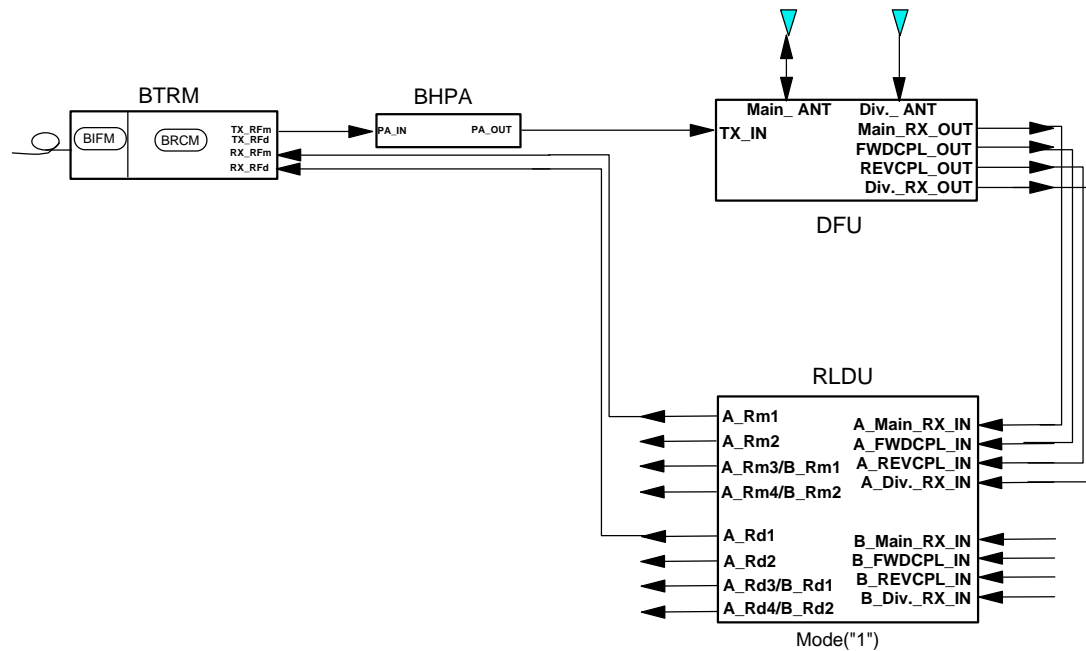 BTRM
BIFM
BRCM
TX_RFm
TX_RFd
RX_RFm
RX_RFd
BHPA
PA_IN
PA_OUT
Main_ ANT
Div._ ANT
TX_IN
Main_RX_OUT
FWDCPL_OUT
REVCPL_OUT
Div._RX_OUT
DFU
RLDU
A_Rm1
A_Rm2
A_Rm3/B_Rm1
A_Rm4/B_Rm2
A_Rd1
A_Rd2
A_Rd3/B_Rd1
A_Rd4/B_Rd2
A_Main_RX_IN
A_FWDCPL_IN
A_REVCPL_IN
A_Div._RX_IN
B_Main_RX_IN
B_FWDCPL_IN
B_REVCPL_IN
B_Div._RX_IN
Mode("1")